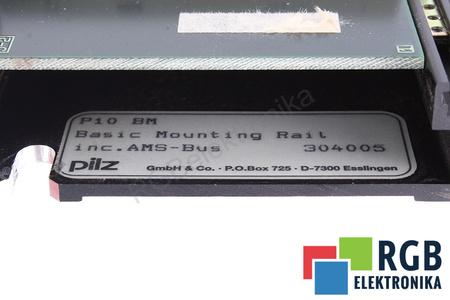 P10 BM
Basic Mounting Rail
inc.AMS-Bus 304005
pilz GmbH & Co. · P.O.Box 725 · D-7300 Esslingen
RGB
ELEKTRONIKA